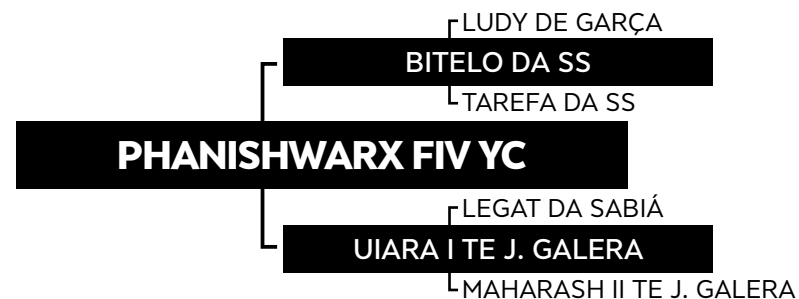 LUDY DE GARÇA
BITELO DA SS
TAREFA DA SS
PHANISHWARX FIV YC
LEGAT DA SABIÁ
UIARA I TE J. GALERA
MAHARASH II TE J. GALERA